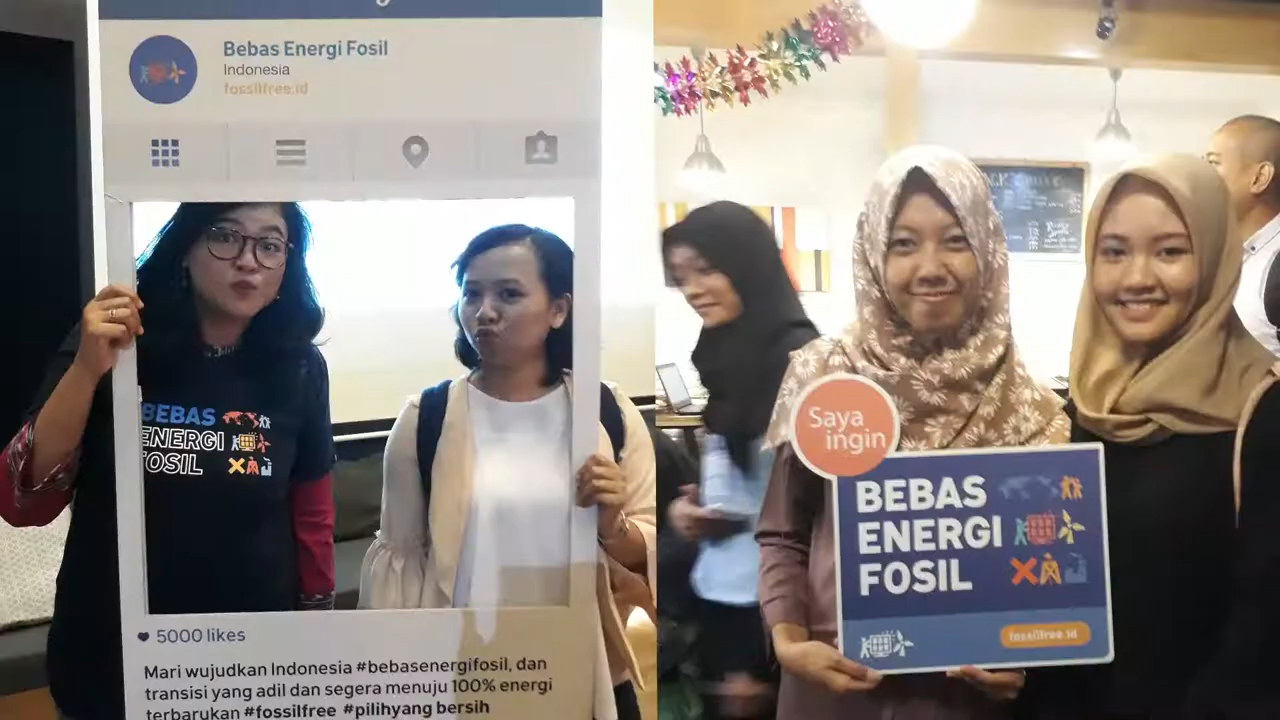 Bebas Energi Fosil
Indonesia
fossilfree.id
BEBAS
ENERGI
FOSIL
5000 likes
Mari wujudkan Indonesia #bebasenergifosil, dan
transisi yang adil dan segera menuju 100% energi
terbarukan #fossilfree #pilihyang bersih
Saya
ingin
BEBAS
ENERGI
FOSIL
fossilfree.id